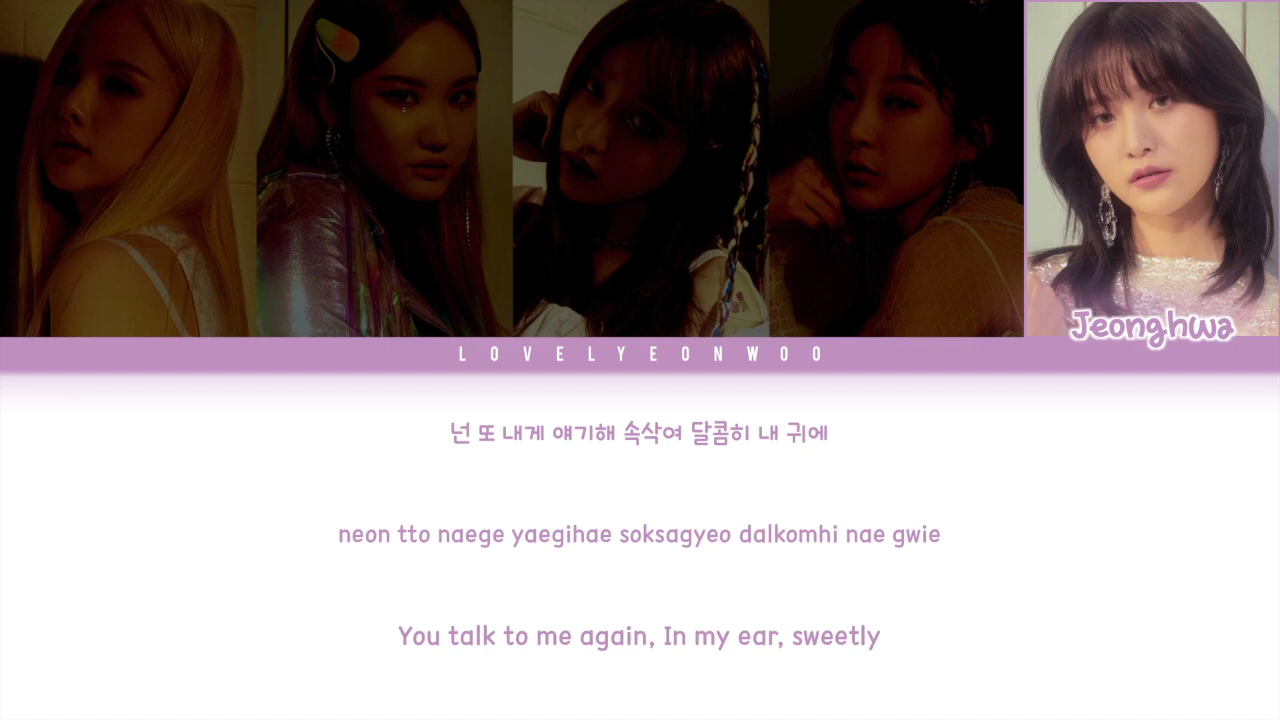 Jeonghwa
LOVELYEONWOO
넌 또 내게 얘기해 속삭여 달콤히 내 귀에
neon tto naege yaegihae soksagyeo dalkomhi nae gwie
You talk to me again, In my ear, sweetly